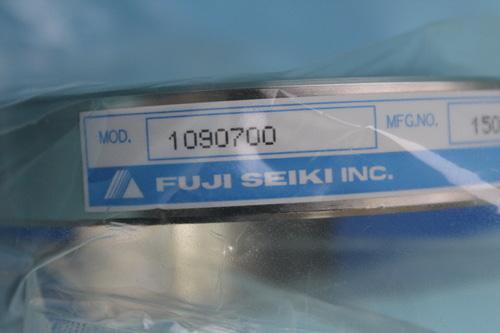 MOD. 1090700 MFG.NO. 150
FUJI SEIKI INC.